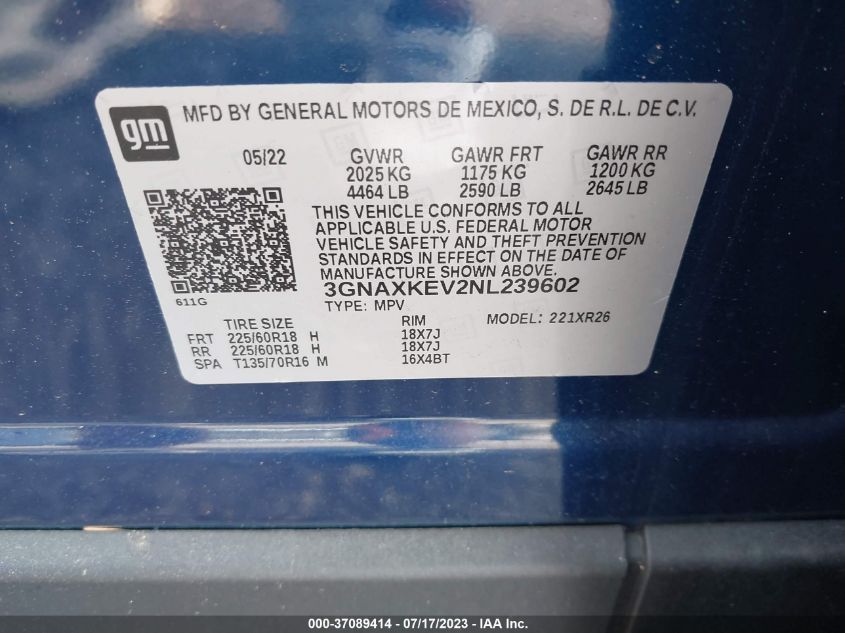 gm
MFD BY GENERAL MOTORS DE MEXICO, S. DE R.L. DE C.V.
05/22 GVWR GAWR FRT GAWR RR
2025 KG 1175 KG 1200 KG
4464 LB 2590 LB 2645 LB
THIS VEHICLE CONFORMS TO ALL
APPLICABLE U.S. FEDERAL MOTOR
VEHICLE SAFETY AND THEFT PREVENTION
STANDARDS IN EFFECT ON THE DATE OF
MANUFACTURE SHOWN ABOVE.
3GNAXKEV2NL239602
611G TYPE: MPV
TIRE SIZE RIM MODEL: 221XR26
FRT 225/60R18 H 18X7J
RR 225/60R18 H 18X7J
SPA T135/70R16 M 16X4BT
000-37089414 - 07/17/2023 - IAA Inc.